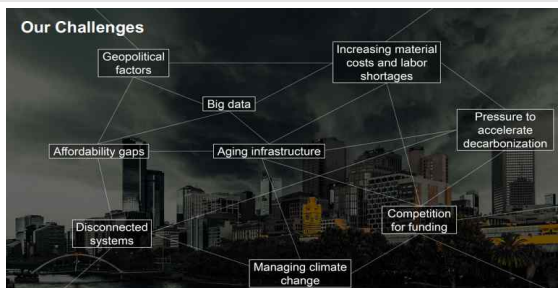 Our Challenges
Geopolitical
factors
Increasing material
costs and labor
shortages
Big data
Pressure to
accelerate
decarbonization
Affordability gaps
Aging infrastructure
Disconnected
systems
Competition
for funding
Managing climate
change